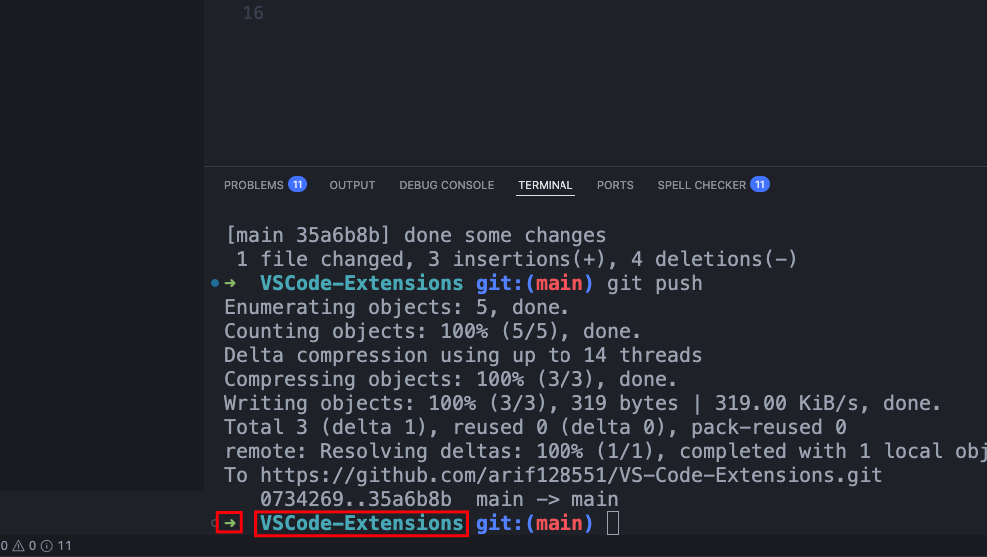 16
PROBLEMS 11 OUTPUT DEBUG CONSOLE TERMINAL PORTS SPELL CHECKER 11
[main 35a6b8b] done some changes
1 file changed, 3 insertions(+), 4 deletions(-)
➜ VSCode-Extensions git:(main) git push
Enumerating objects: 5, done.
Counting objects: 100% (5/5), done.
Delta compression using up to 14 threads
Compressing objects: 100% (3/3), done.
Writing objects: 100% (3/3), 319 bytes | 319.00 KiB/s, done.
Total 3 (delta 1), reused 0 (delta 0), pack-reused 0
remote: Resolving deltas: 100% (1/1), completed with 1 local obj
To https://github.com/arif128551/VS-Code-Extensions.git
0734269..35a6b8b main -> main
➜ VSCode-Extensions git:(main)
0 0 11